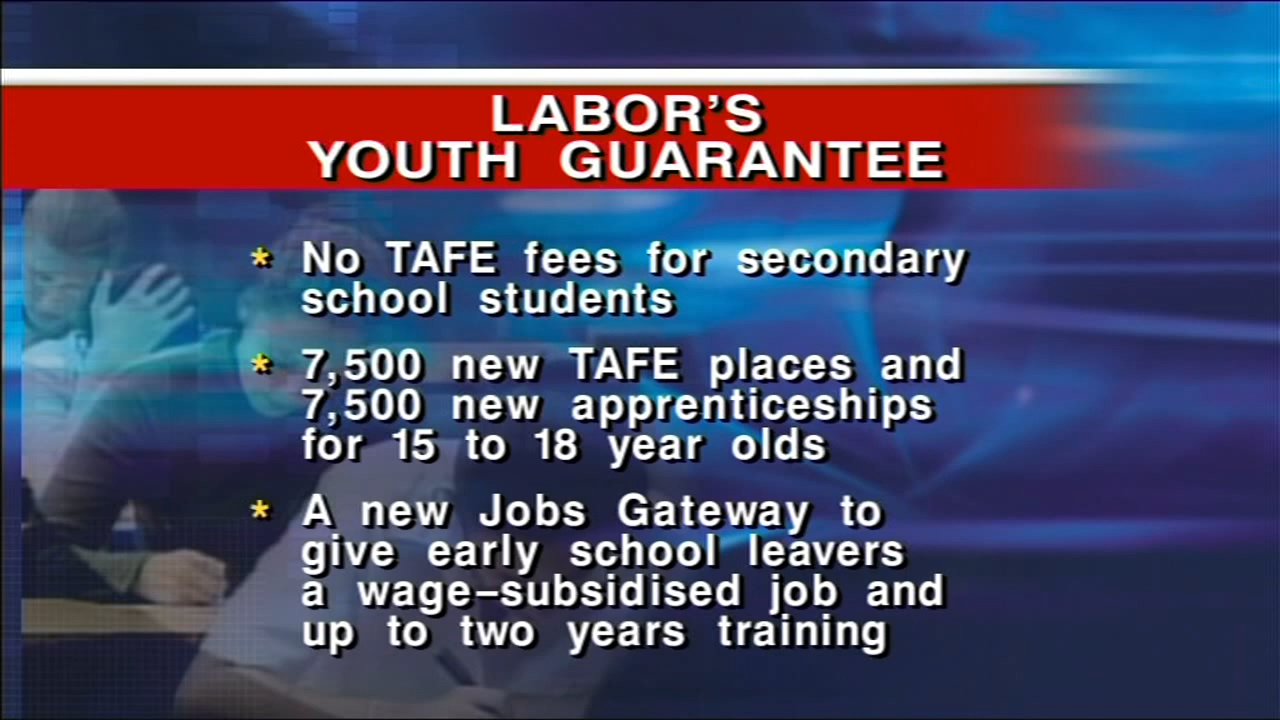 LABOR'S
YOUTH GUARANTEE
* No TAFE fees for secondary
school students
* 7,500 new TAFE places and
7,500 new apprenticeships
for 15 to 18 year olds
* A new Jobs Gateway to
give early school leavers
a wage-subsidised job and
up to two years training